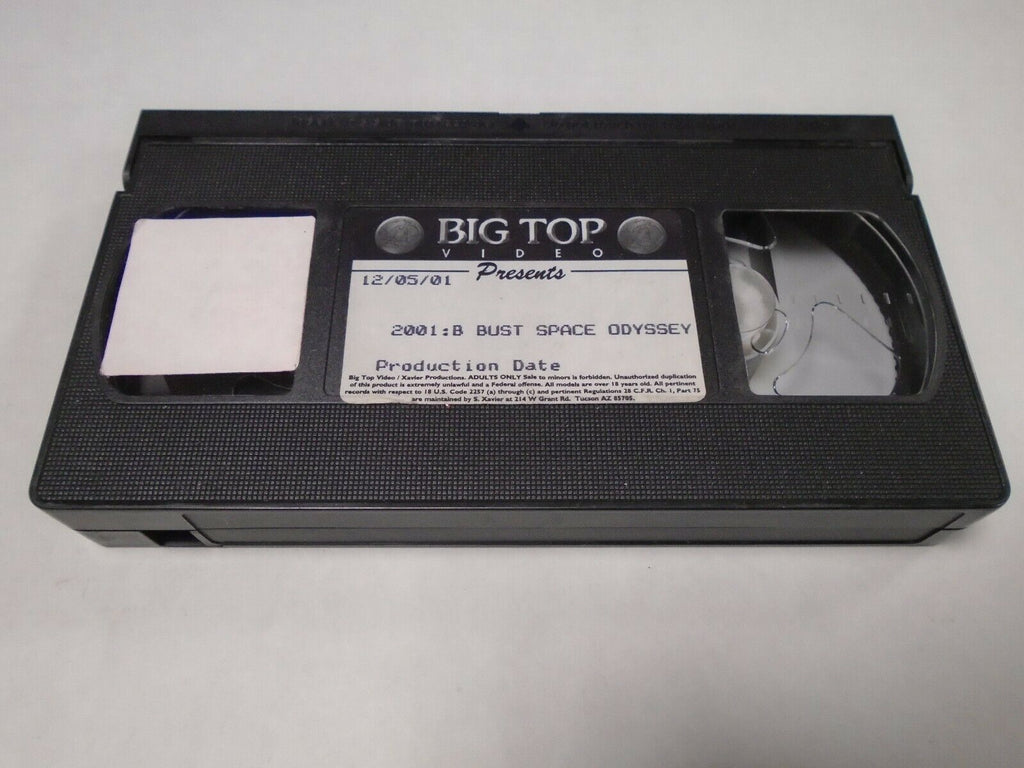 BIG TOP
VIDEO
Presents
12/05/01
2001:B BUST SPACE ODYSSEY
Production Date
Big Top Video / Xavier Productions. ADULTS ONLY Sale to minors is forbidden. Unauthorized duplication
of this product is extremely unlawful and a Federal offense. All models are over 18 years old. All pertinent
records with respect to 18 U.S. Code 2257 (a) through (c) and pertinent Regulations 28 C.F.R. Ch. 1, Part 75
are maintained by S. Xavier at 214 W Grant Rd. Tucson AZ 85705.